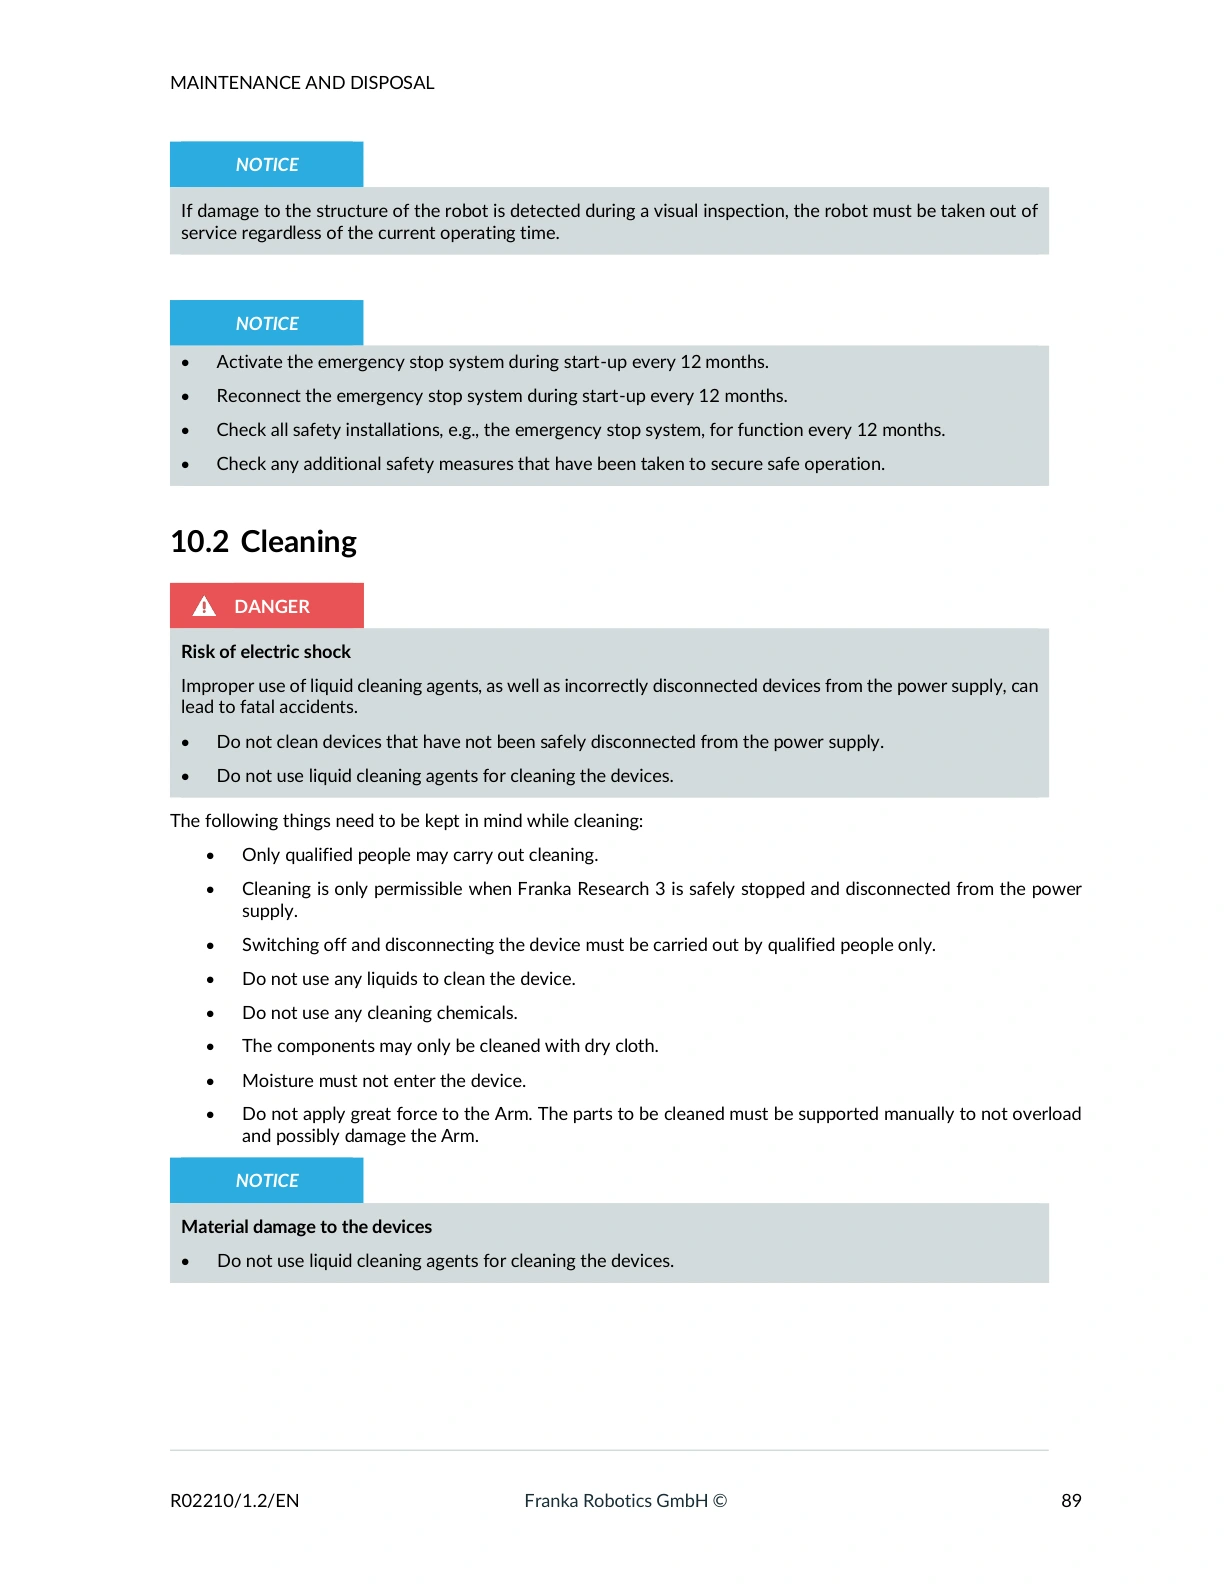 MAINTENANCE AND DISPOSAL
NOTICE
If damage to the structure of the robot is detected during a visual inspection, the robot must be taken out of
service regardless of the current operating time.
NOTICE
• Activate the emergency stop system during start-up every 12 months.
• Reconnect the emergency stop system during start-up every 12 months.
• Check all safety installations, e.g., the emergency stop system, for function every 12 months.
• Check any additional safety measures that have been taken to secure safe operation.
10.2 Cleaning
DANGER
Risk of electric shock
Improper use of liquid cleaning agents, as well as incorrectly disconnected devices from the power supply, can
lead to fatal accidents.
• Do not clean devices that have not been safely disconnected from the power supply.
• Do not use liquid cleaning agents for cleaning the devices.
The following things need to be kept in mind while cleaning:
• Only qualified people may carry out cleaning.
• Cleaning is only permissible when Franka Research 3 is safely stopped and disconnected from the power
supply.
• Switching off and disconnecting the device must be carried out by qualified people only.
• Do not use any liquids to clean the device.
• Do not use any cleaning chemicals.
• The components may only be cleaned with dry cloth.
• Moisture must not enter the device.
• Do not apply great force to the Arm. The parts to be cleaned must be supported manually to not overload
and possibly damage the Arm.
NOTICE
Material damage to the devices
• Do not use liquid cleaning agents for cleaning the devices.
R02210/1.2/EN
Franka Robotics GmbH ©
89